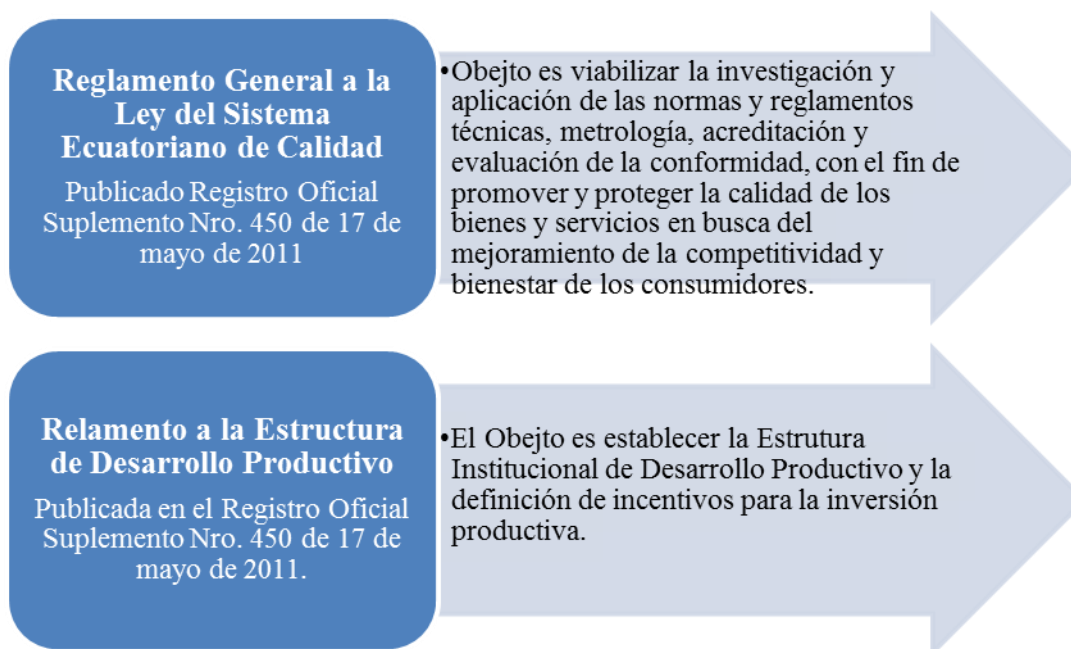 Reglamento General a la
Ley del Sistema
Ecuatoriano de Calidad
Publicado Registro Oficial
Suplemento Nro. 450 de 17 de
mayo de 2011
•Obejto es viabilizar la investigación y
aplicación de las normas y reglamentos
técnicas, metrología, acreditación y
evaluación de la conformidad, con el fin de
promover y proteger la calidad de los
bienes y servicios en busca del
mejoramiento de la competitividad y
bienestar de los consumidores.
Relamento a la Estructura
de Desarrollo Productivo
Publicada en el Registro Oficial
Suplemento Nro. 450 de 17 de
mayo de 2011.
•El Obejto es establecer la Estrutura
Institucional de Desarrollo Productivo y la
definición de incentivos para la inversión
productiva.